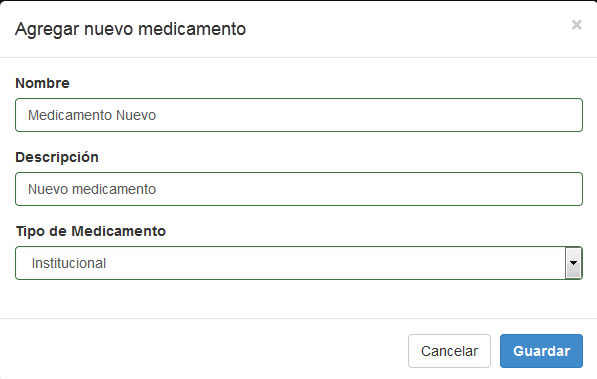 Agregar nuevo medicamento
×
Nombre
Medicamento Nuevo
Descripción
Nuevo medicamento
Tipo de Medicamento
Institucional
Cancelar Guardar